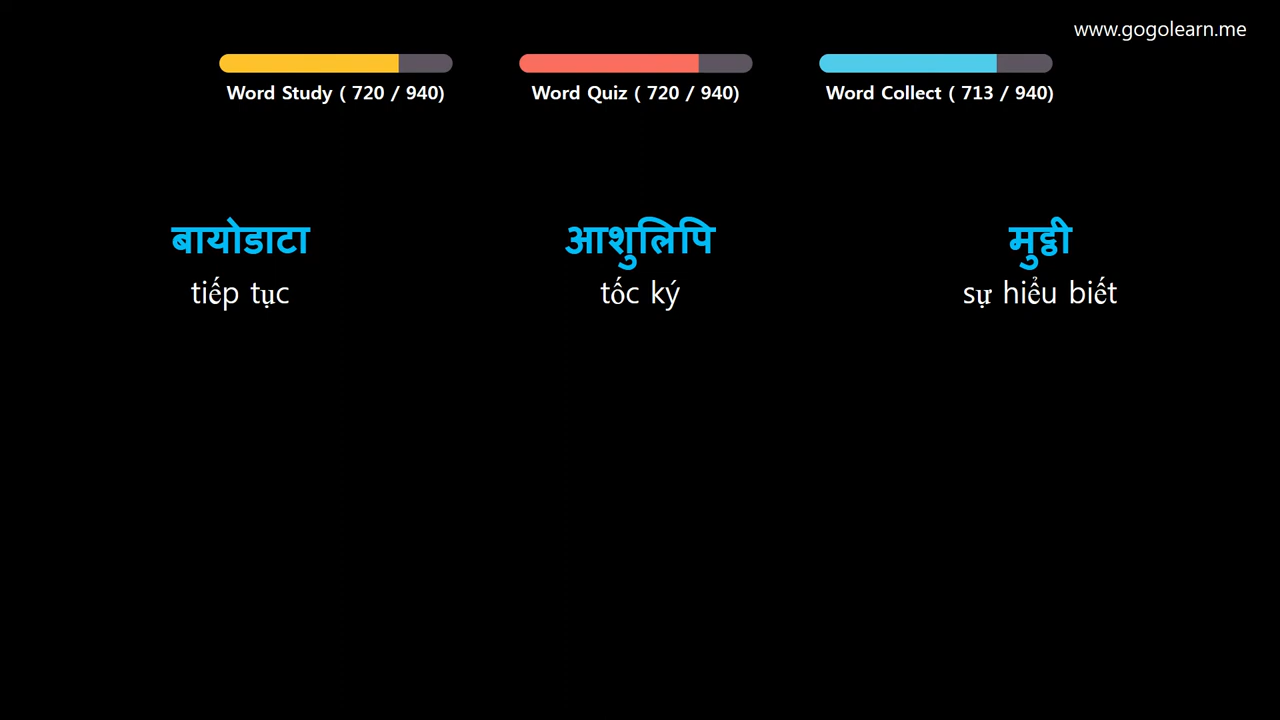 www.gogolearn.me
Word Study ( 720 / 940)
Word Quiz ( 720 / 940)
Word Collect ( 713 / 940)
बायोडाटा
tiếp tục
आशुलिपि
tốc ký
मुट्ठी
sự hiểu biết